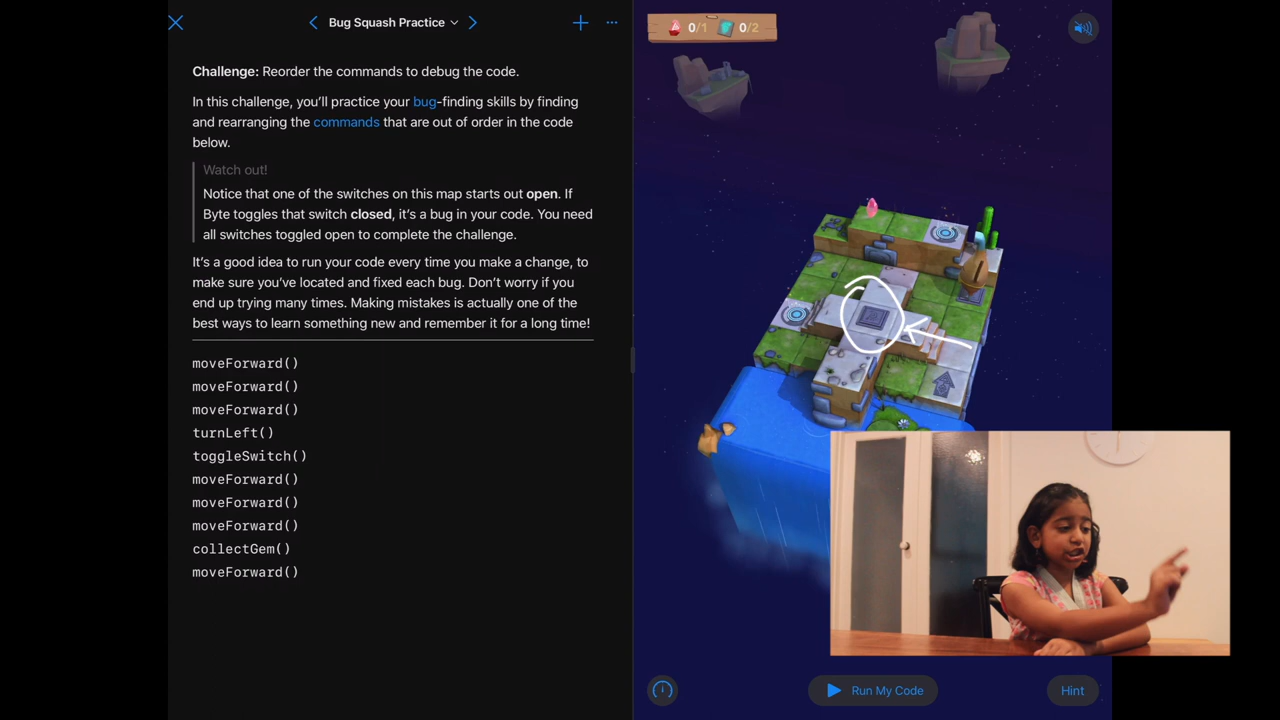 Bug Squash Practice
Challenge: Reorder the commands to debug the code.
In this challenge, you'll practice your bug-finding skills by finding
and rearranging the commands that are out of order in the code
below.
Watch out!
Notice that one of the switches on this map starts out open. If
Byte toggles that switch closed, it's a bug in your code. You need
all switches toggled open to complete the challenge.
It's a good idea to run your code every time you make a change, to
make sure you've located and fixed each bug. Don't worry if you
end up trying many times. Making mistakes is actually one of the
best ways to learn something new and remember it for a long time!
moveForward()
moveForward()
moveForward()
turnLeft()
toggleSwitch()
moveForward()
moveForward()
moveForward()
collectGem()
moveForward()
0/1 0/2
Run My Code
Hint